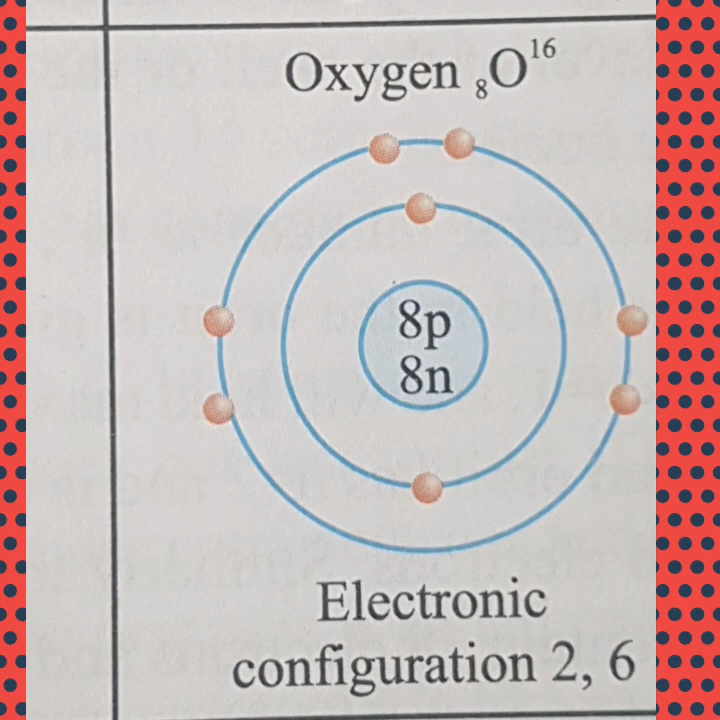 Oxygen ₈O¹⁶
8p
8n
Electronic
configuration 2, 6